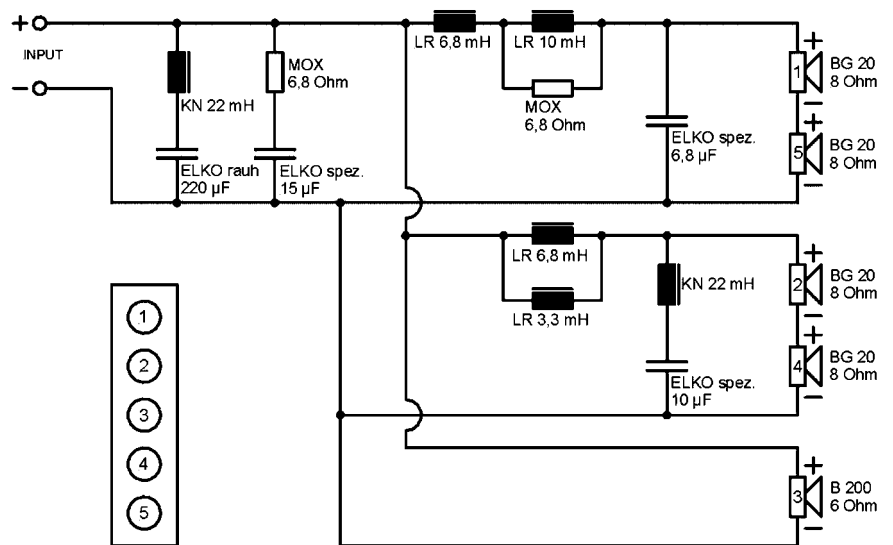 +
INPUT
−
KN 22 mH
ELKO rauh
220 µF
MOX
6,8 Ohm
ELKO spez.
15 µF
LR 6,8 mH
LR 10 mH
MOX
6,8 Ohm
ELKO spez.
6,8 µF
+
1
BG 20
8 Ohm
−
+
5
BG 20
8 Ohm
−
LR 6,8 mH
LR 3,3 mH
KN 22 mH
ELKO spez.
10 µF
+
2
BG 20
8 Ohm
−
+
4
BG 20
8 Ohm
−
+
3
B 200
6 Ohm
−
1
2
3
4
5